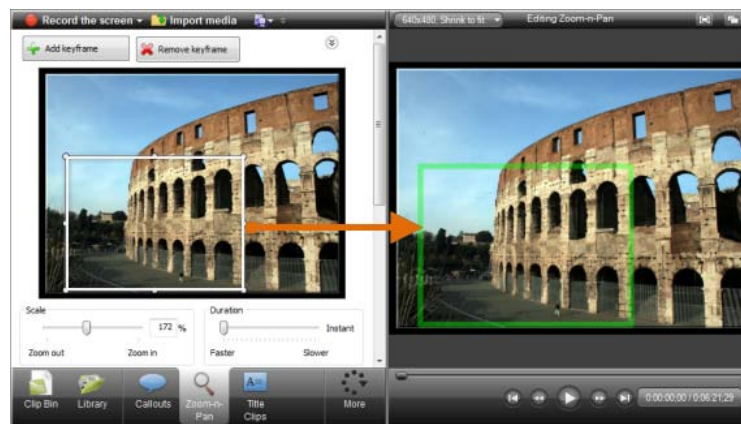 Record the screen
Import media
640x480, Shrink to fit
Editing Zoom-n-Pan
Add keyframe
Remove keyframe
Scale
172 %
Zoom out
Zoom in
Duration
Instant
Faster
Slower
Clip Bin
Library
Callouts
Zoom-n-
Pan
A=
Title
Clips
More
0:00:00;00 / 0:06:21;29